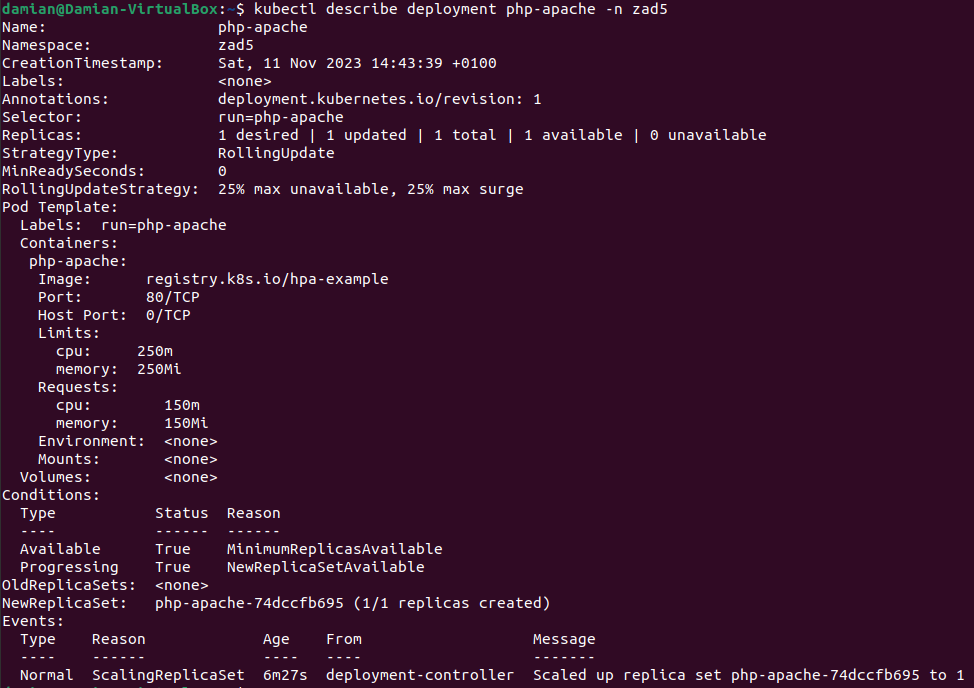 damian@Damian-VirtualBox:~$ kubectl describe deployment php-apache -n zad5
Name:                   php-apache
Namespace:              zad5
CreationTimestamp:      Sat, 11 Nov 2023 14:43:39 +0100
Labels:                 <none>
Annotations:            deployment.kubernetes.io/revision: 1
Selector:               run=php-apache
Replicas:               1 desired | 1 updated | 1 total | 1 available | 0 unavailable
StrategyType:           RollingUpdate
MinReadySeconds:        0
RollingUpdateStrategy:  25% max unavailable, 25% max surge
Pod Template:
  Labels:  run=php-apache
  Containers:
   php-apache:
    Image:      registry.k8s.io/hpa-example
    Port:       80/TCP
    Host Port:  0/TCP
    Limits:
      cpu:     250m
      memory:  250Mi
    Requests:
      cpu:        150m
      memory:     150Mi
    Environment:  <none>
    Mounts:       <none>
  Volumes:        <none>
Conditions:
  Type           Status  Reason
  ----           ------  ------
  Available      True    MinimumReplicasAvailable
  Progressing    True    NewReplicaSetAvailable
OldReplicaSets:  <none>
NewReplicaSet:   php-apache-74dccfb695 (1/1 replicas created)
Events:
  Type    Reason             Age    From                   Message
  ----    ------             ----   ----                   -------
  Normal  ScalingReplicaSet  6m27s  deployment-controller  Scaled up replica set php-apache-74dccfb695 to 1